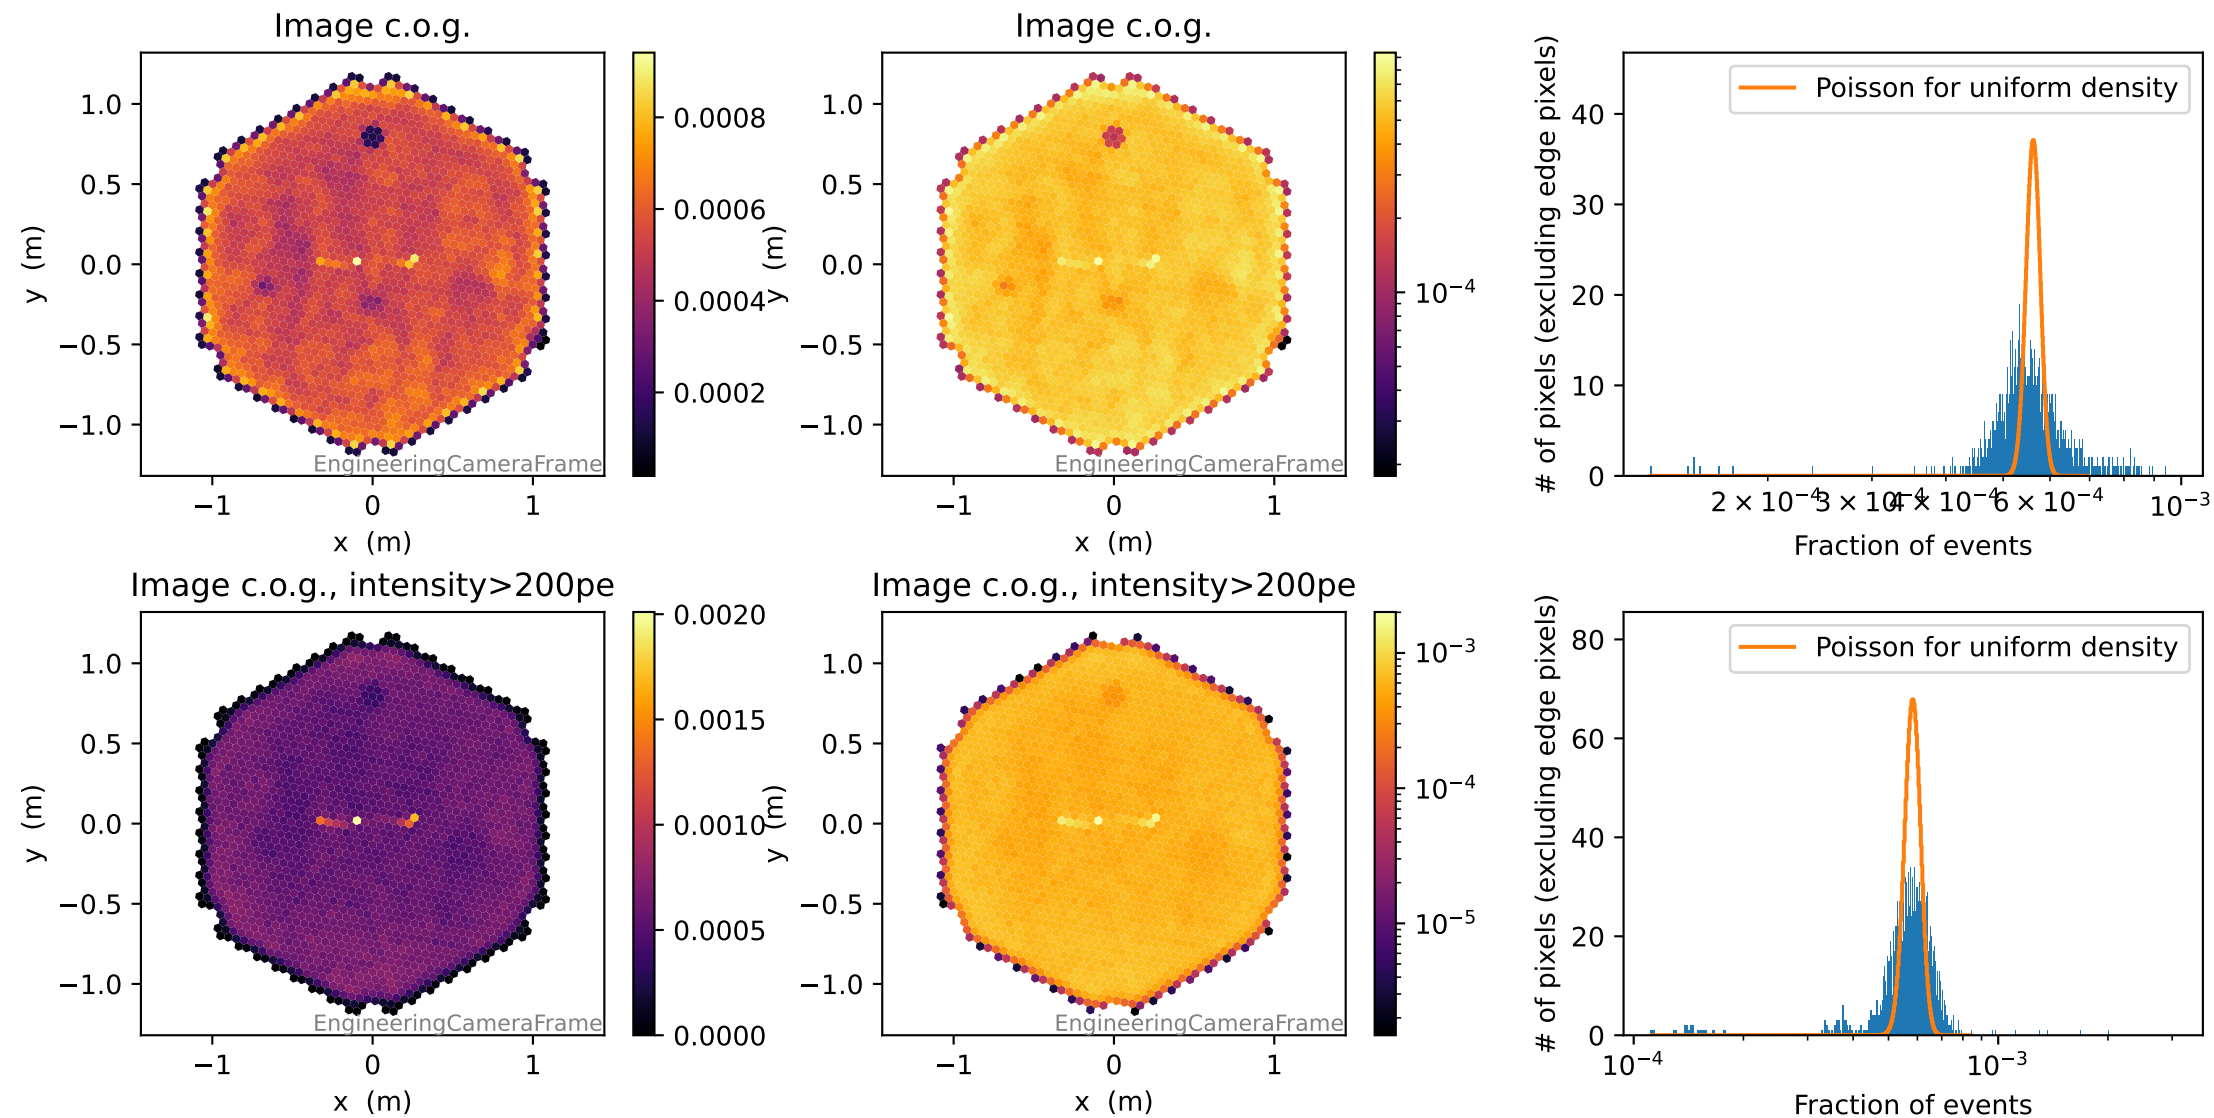 Image c.o.g.
1.0
0.5
0.0
−0.5
−1.0
−1
0
1
y (m)
x (m)
EngineeringCameraFrame
0.0008
0.0006
0.0004
0.0002
Image c.o.g.
1.0
0.5
0.0
−0.5
−1.0
−1
0
1
y (m)
x (m)
EngineeringCameraFrame
10⁻⁴
Poisson for uniform density
# of pixels (excluding edge pixels)
40
30
20
10
0
2 × 10⁻⁴
3 × 10⁻⁴
4 × 10⁻⁴
6 × 10⁻⁴
10⁻³
Fraction of events
Image c.o.g., intensity>200pe
1.0
0.5
0.0
−0.5
−1.0
−1
0
1
y (m)
x (m)
EngineeringCameraFrame
0.0020
0.0015
0.0010
0.0005
0.0000
Image c.o.g., intensity>200pe
1.0
0.5
0.0
−0.5
−1.0
−1
0
1
y (m)
x (m)
EngineeringCameraFrame
10⁻³
10⁻⁴
10⁻⁵
Poisson for uniform density
# of pixels (excluding edge pixels)
80
60
40
20
0
10⁻⁴
10⁻³
Fraction of events